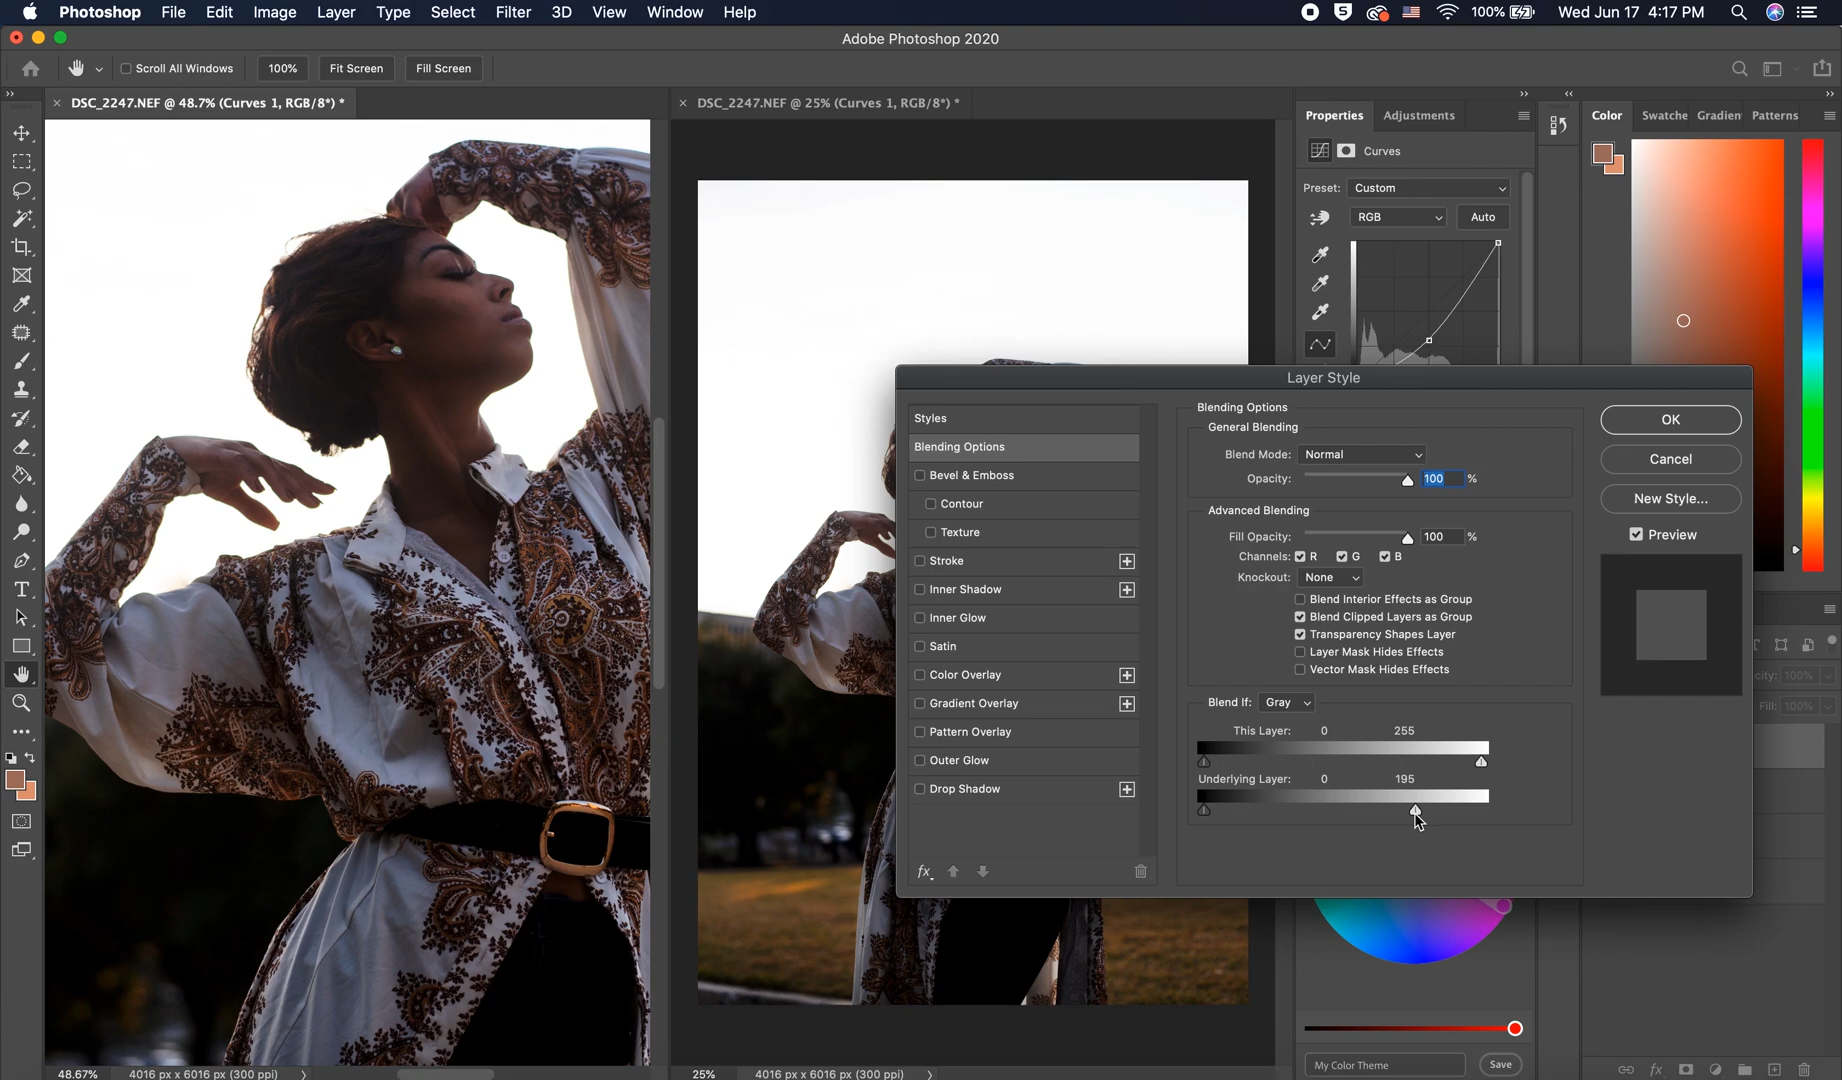 Photoshop File Edit Image Layer Type Select Filter 3D View Window Help 100% Wed Jun 17 4:17 PM
Adobe Photoshop 2020
Scroll All Windows 100% Fit Screen Fill Screen
× DSC_2247.NEF @ 48.7% (Curves 1, RGB/8*) *
× DSC_2247.NEF @ 25% (Curves 1, RGB/8*) *
Properties Adjustments
Color Swatche Gradien Patterns
Curves
Preset: Custom
RGB Auto
Layer Style
Styles
Blending Options
Bevel & Emboss
Contour
Texture
Stroke
Inner Shadow
Inner Glow
Satin
Color Overlay
Gradient Overlay
Pattern Overlay
Outer Glow
Drop Shadow
fx
Blending Options
General Blending
Blend Mode: Normal
Opacity: 100 %
Advanced Blending
Fill Opacity: 100 %
Channels: R G B
Knockout: None
Blend Interior Effects as Group
Blend Clipped Layers as Group
Transparency Shapes Layer
Layer Mask Hides Effects
Vector Mask Hides Effects
Blend If: Gray
This Layer: 0 255
Underlying Layer: 0 195
OK
Cancel
New Style...
Preview
city: 100%
Fill: 100%
My Color Theme Save
48.67% 4016 px x 6016 px (300 ppi)
25% 4016 px x 6016 px (300 ppi)
fx